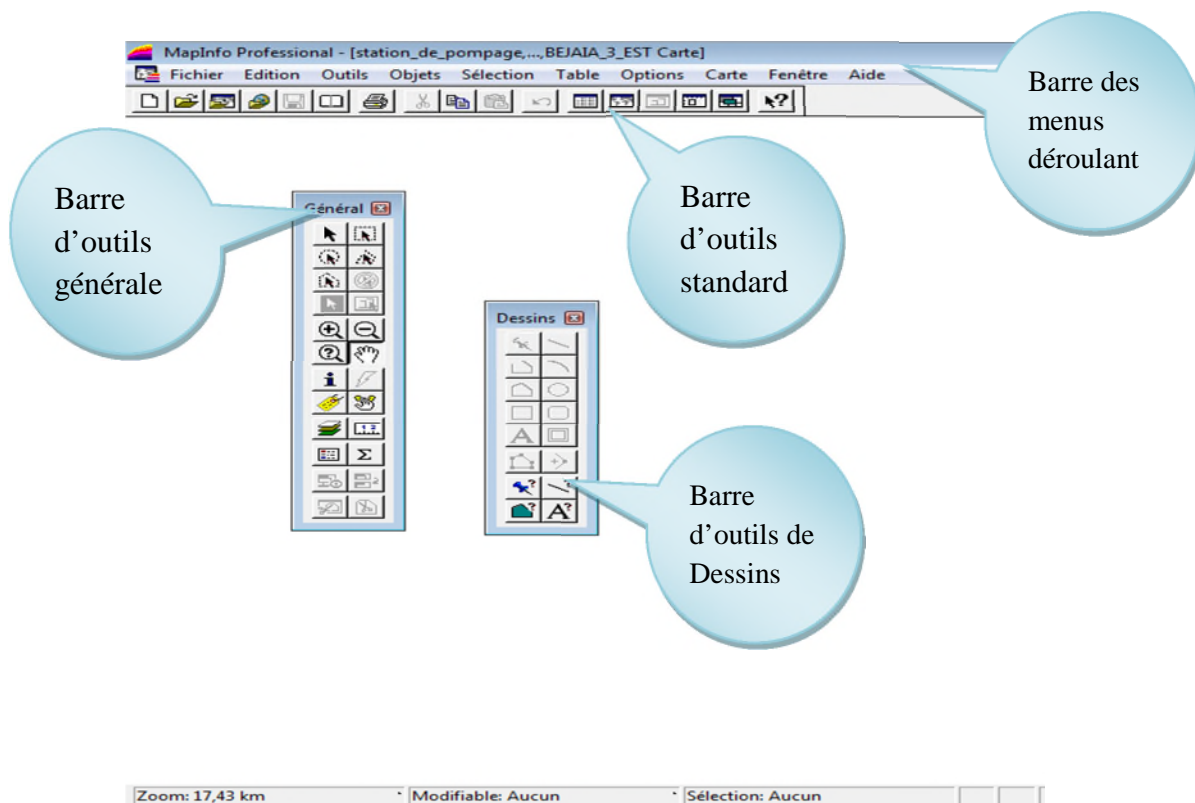 MapInfo Professional - [station_de_pompage,...,BEJAIA_3_EST Carte]
Fichier Edition Outils Objets Sélection Table Options Carte Fenêtre Aide
Barre des
menus
déroulant
Barre
d’outils
générale
Général
Barre
d’outils
standard
Dessins
Barre
d’outils de
Dessins
Zoom: 17,43 km
Modifiable: Aucun
Sélection: Aucun